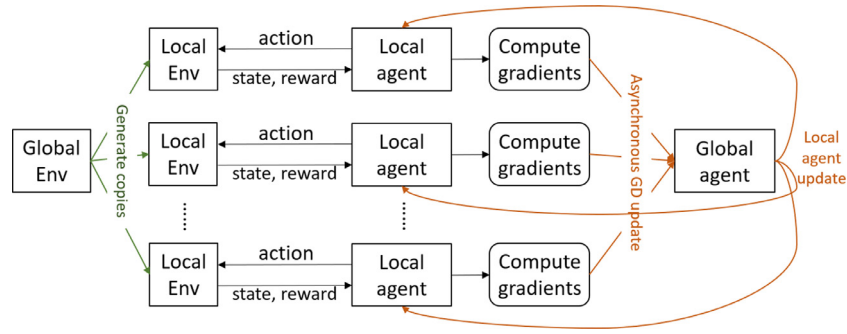 Global
Env
Generate copies
Local
Env
action
state, reward
Local
agent
Compute
gradients
Local
Env
action
state, reward
Local
agent
Compute
gradients
Local
Env
action
state, reward
Local
agent
Compute
gradients
Asynchronous GD update
Global
agent
Local
agent
update